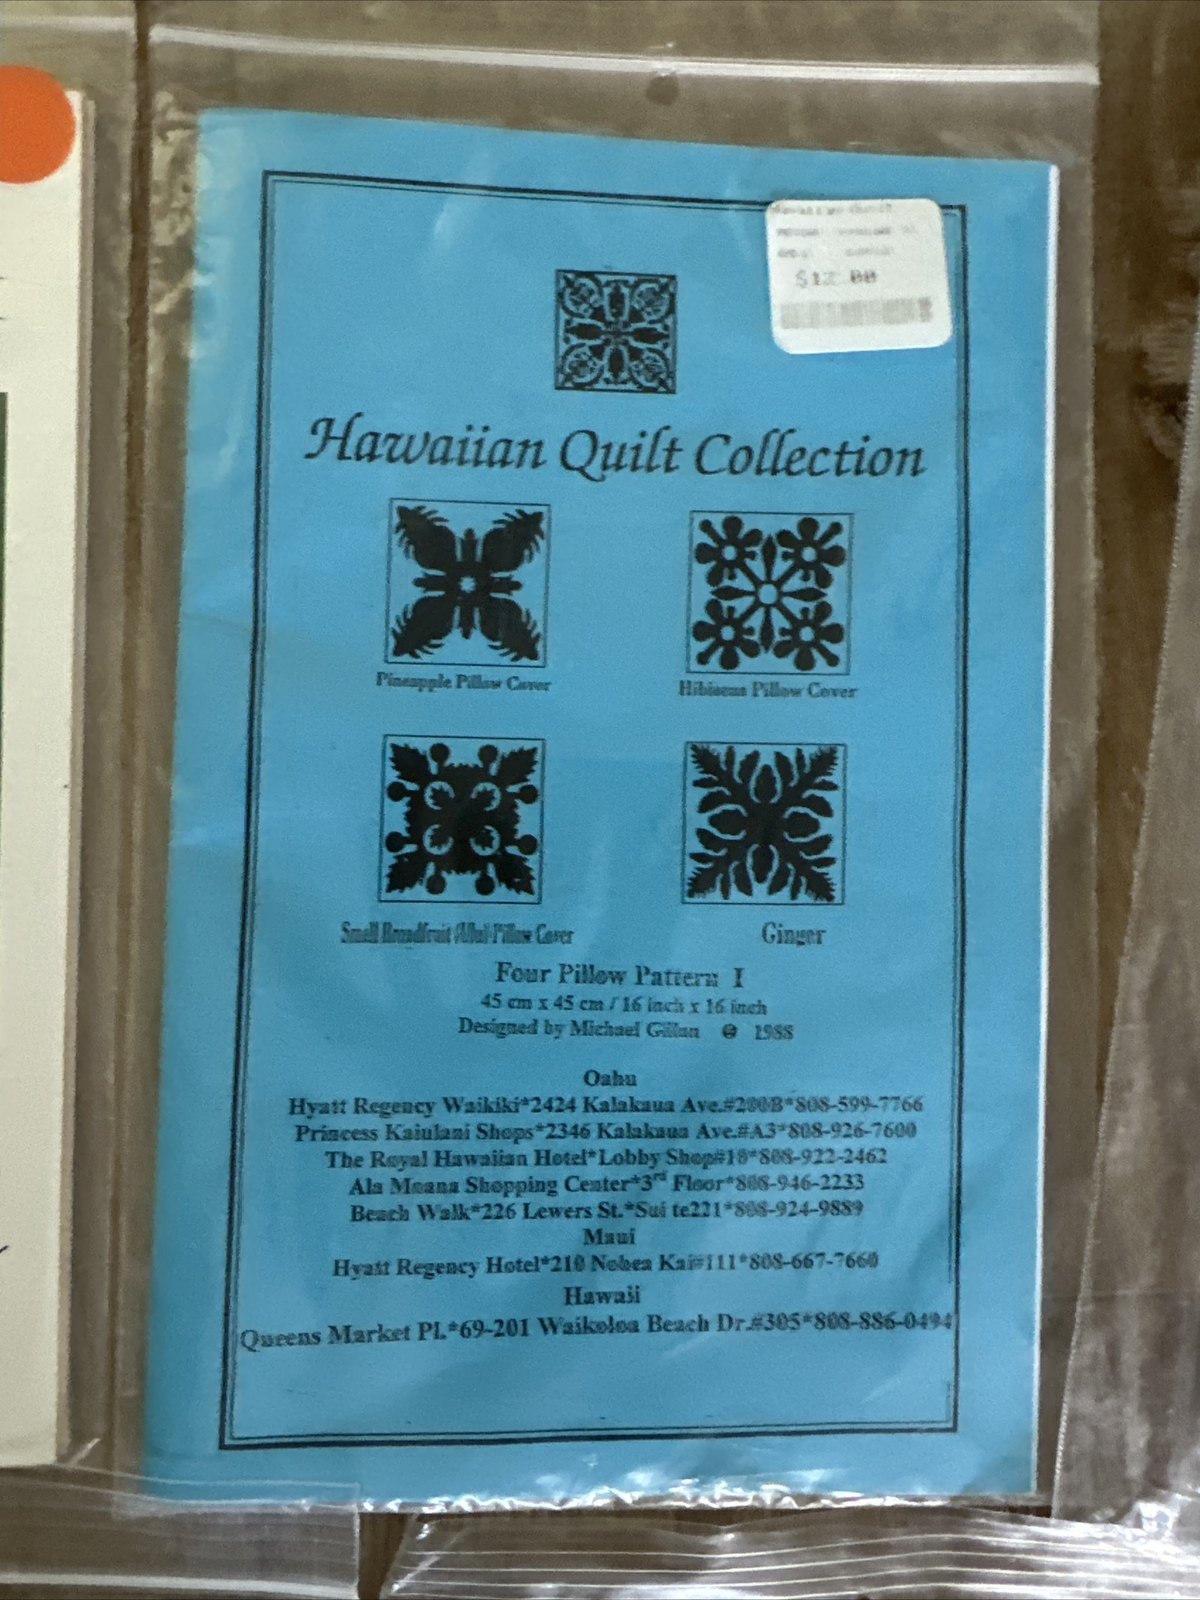 $12.00
Hawaiian Quilt Collection
Pineapple Pillow Cover
Hibiscus Pillow Cover
Small Breadfruit (Ulu) Pillow Cover
Ginger
Four Pillow Pattern I
45 cm x 45 cm / 16 inch x 16 inch
Designed by Michael Gillan © 1988
Oahu
Hyatt Regency Waikiki*2424 Kalakaua Ave.#200B*808-599-7766
Princess Kaiulani Shops*2346 Kalakaua Ave.#A3*808-926-7600
The Royal Hawaiian Hotel*Lobby Shop#18*808-922-2462
Ala Moana Shopping Center*3rd Floor*808-946-2233
Beach Walk*226 Lewers St.*Sui te221*808-924-9889
Maui
Hyatt Regency Hotel*210 Nohea Kai#111*808-667-7660
Hawaii
Queens Market Pl.*69-201 Waikoloa Beach Dr.#305*808-886-0494